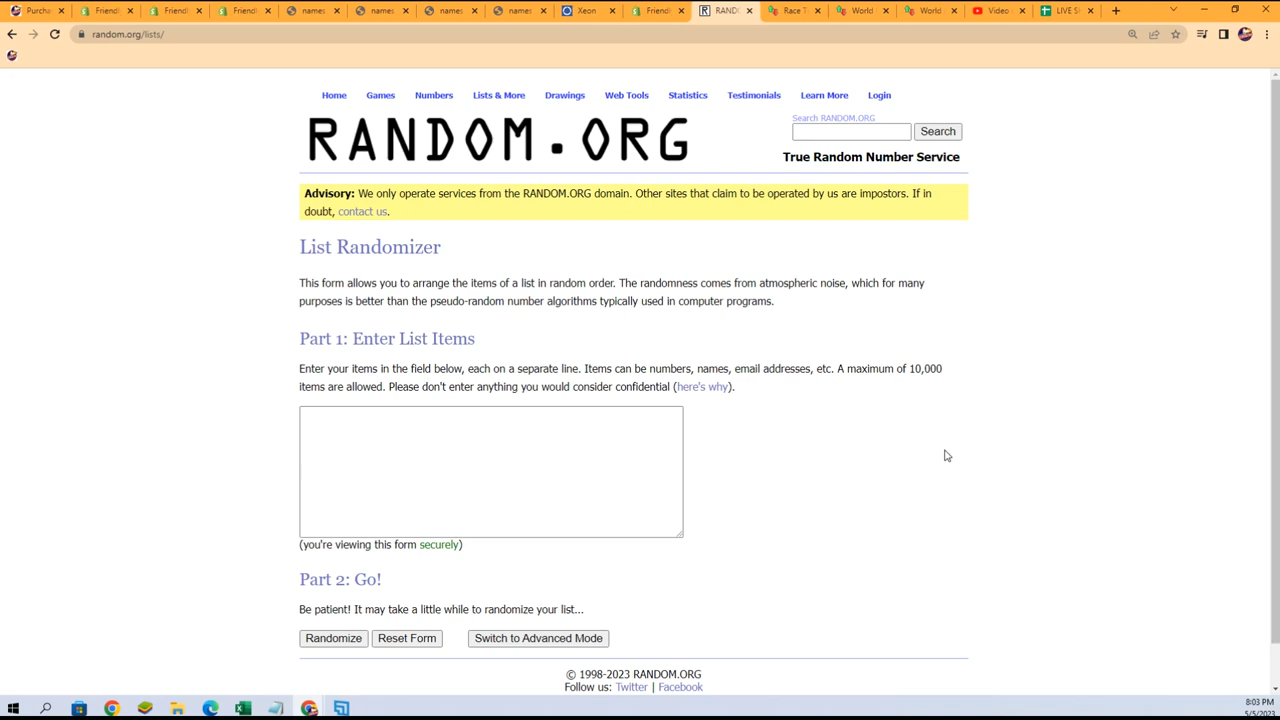 Purcha
Friendl
Friendl
Friendl
names
names
names
names
Xeon
Friendl
RANDO
Race T
World
World
Video
LIVE S
random.org/lists/
Home Games Numbers Lists & More Drawings Web Tools Statistics Testimonials Learn More Login
RANDOM.ORG
Search RANDOM.ORG
Search
True Random Number Service
Advisory: We only operate services from the RANDOM.ORG domain. Other sites that claim to be operated by us are impostors. If in
doubt, contact us.
List Randomizer
This form allows you to arrange the items of a list in random order. The randomness comes from atmospheric noise, which for many
purposes is better than the pseudo-random number algorithms typically used in computer programs.
Part 1: Enter List Items
Enter your items in the field below, each on a separate line. Items can be numbers, names, email addresses, etc. A maximum of 10,000
items are allowed. Please don't enter anything you would consider confidential (here's why).
(you're viewing this form securely)
Part 2: Go!
Be patient! It may take a little while to randomize your list...
Randomize Reset Form Switch to Advanced Mode
© 1998-2023 RANDOM.ORG
Follow us: Twitter | Facebook
8:03 PM
5/5/2023